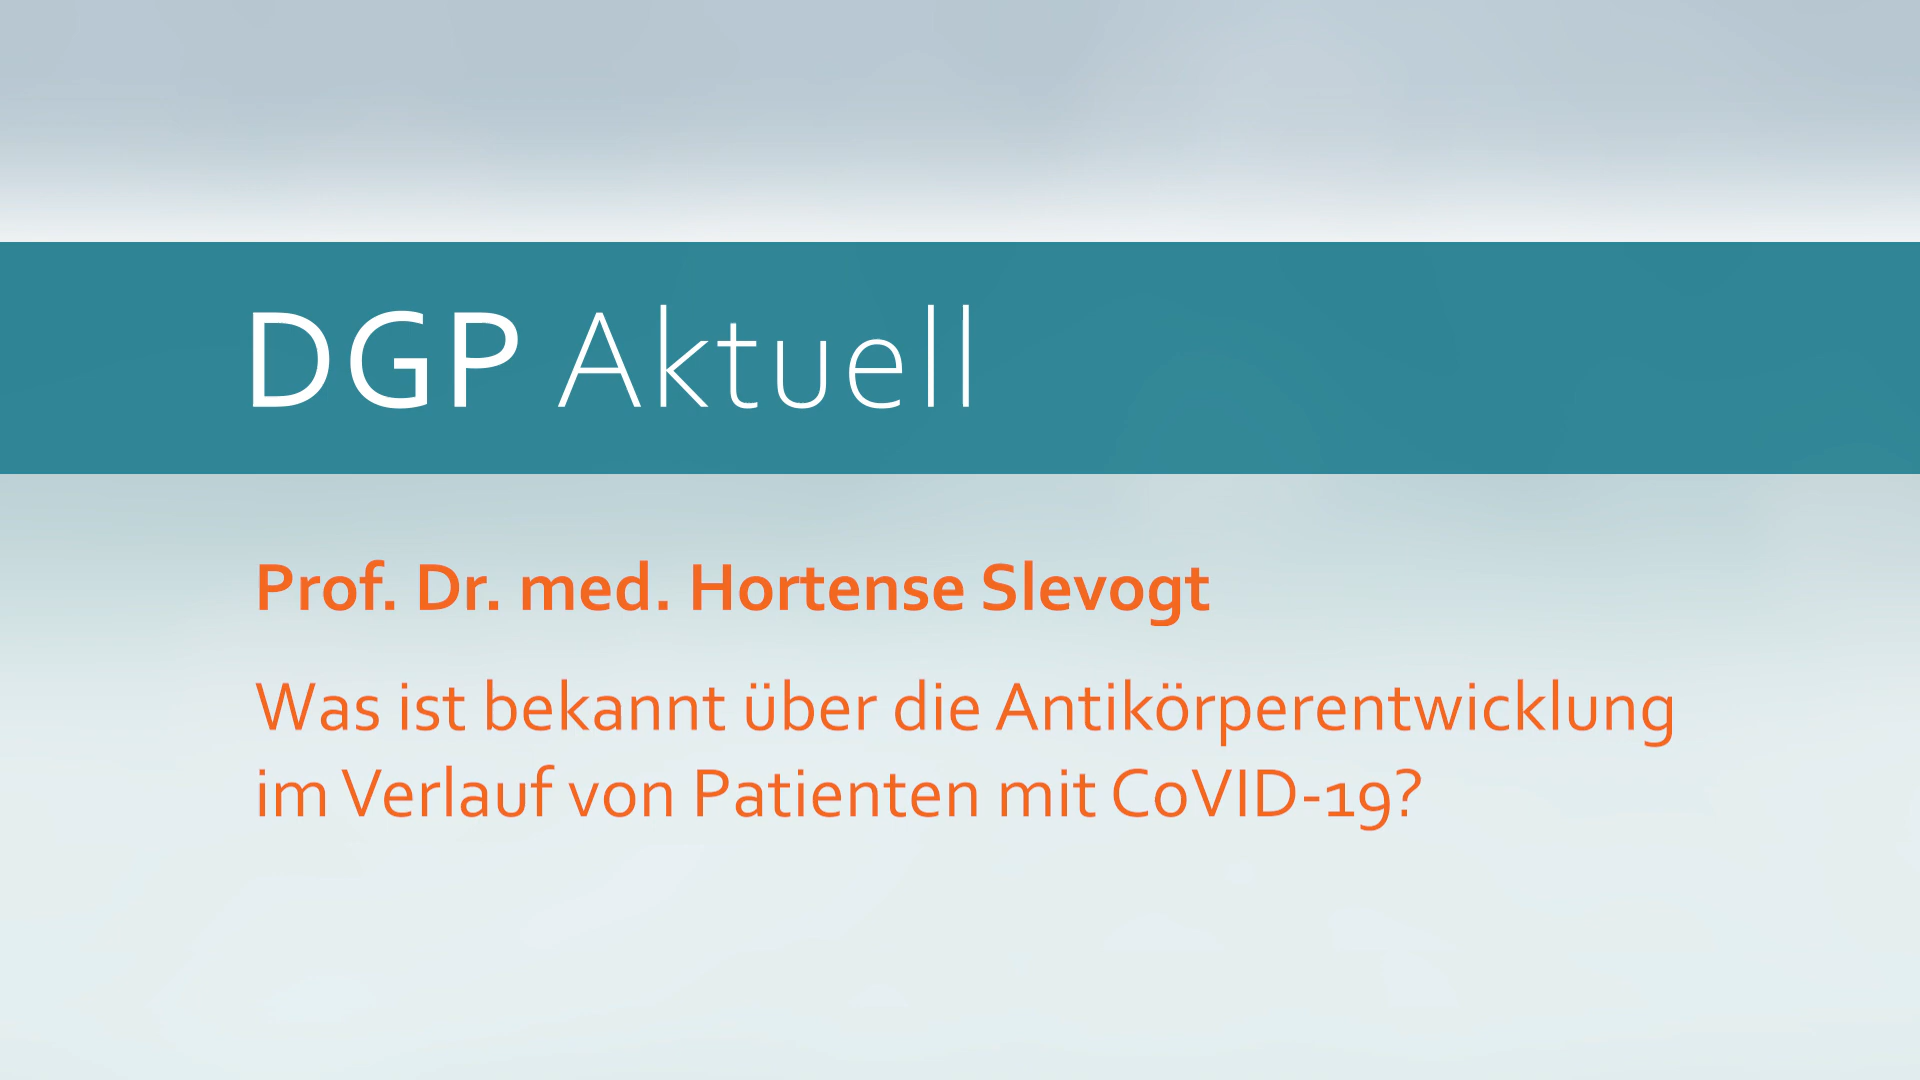 DGP Aktuell
Prof. Dr. med. Hortense Slevogt
Was ist bekannt über die Antikörperentwicklung
im Verlauf von Patienten mit CoVID-19?